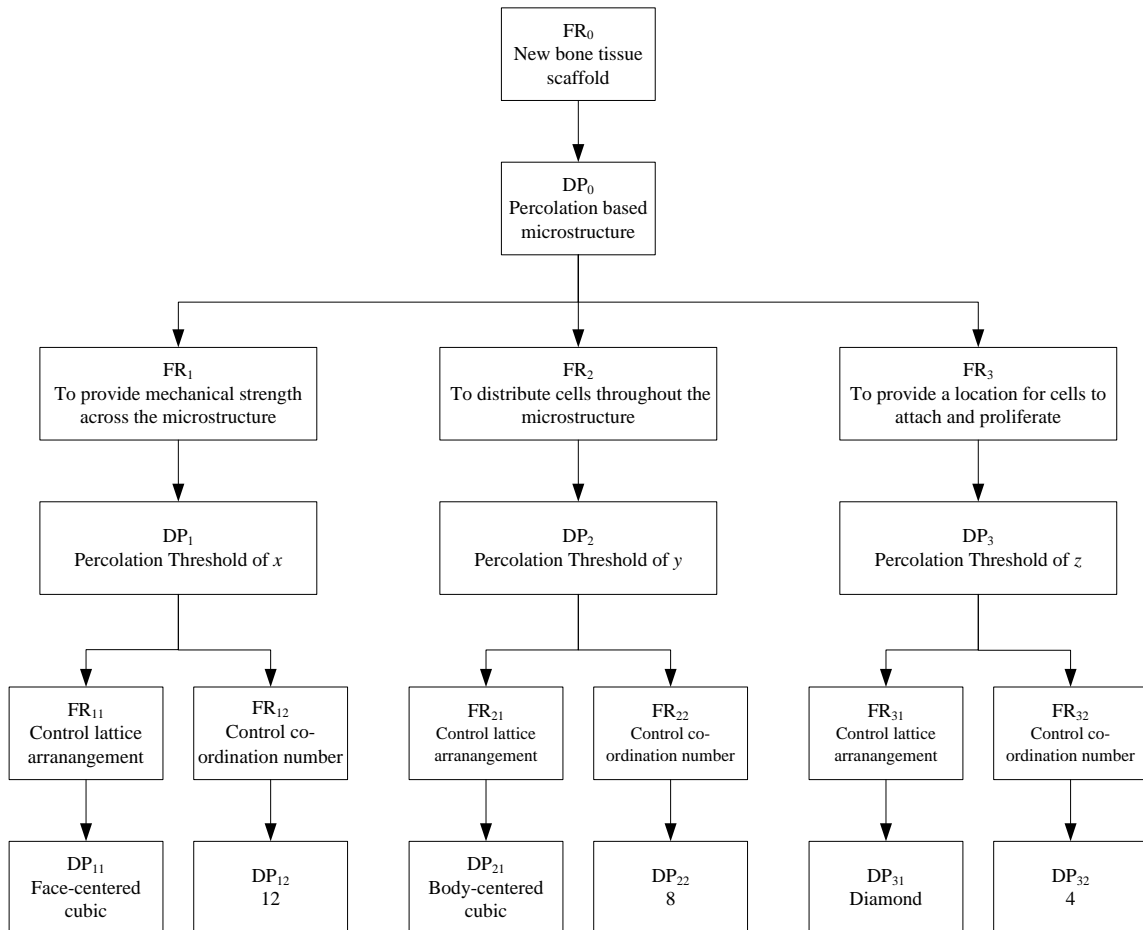 FR₀
New bone tissue
scaffold
DP₀
Percolation based
microstructure
FR₁
To provide mechanical strength
across the microstructure
FR₂
To distribute cells throughout the
microstructure
FR₃
To provide a location for cells to
attach and proliferate
DP₁
Percolation Threshold of x
DP₂
Percolation Threshold of y
DP₃
Percolation Threshold of z
FR₁₁
Control lattice
arranangement
FR₁₂
Control co-
ordination number
FR₂₁
Control lattice
arranangement
FR₂₂
Control co-
ordination number
FR₃₁
Control lattice
arranangement
FR₃₂
Control co-
ordination number
DP₁₁
Face-centered
cubic
DP₁₂
12
DP₂₁
Body-centered
cubic
DP₂₂
8
DP₃₁
Diamond
DP₃₂
4